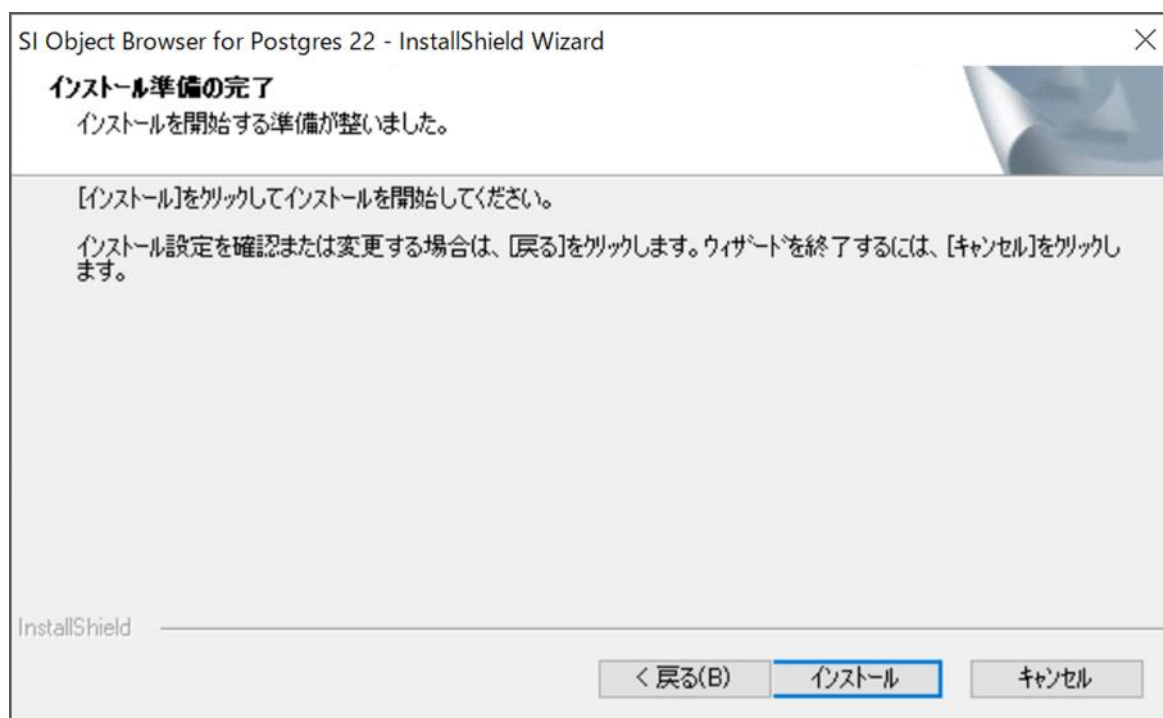 SI Object Browser for Postgres 22 - InstallShield Wizard
インストール準備の完了
インストールを開始する準備が整いました。
[インストール]をクリックしてインストールを開始してください。
インストール設定を確認または変更する場合は、[戻る]をクリックします。ウィザードを終了するには、[キャンセル]をクリックし
ます。
InstallShield
< 戻る(B)
インストール
キャンセル